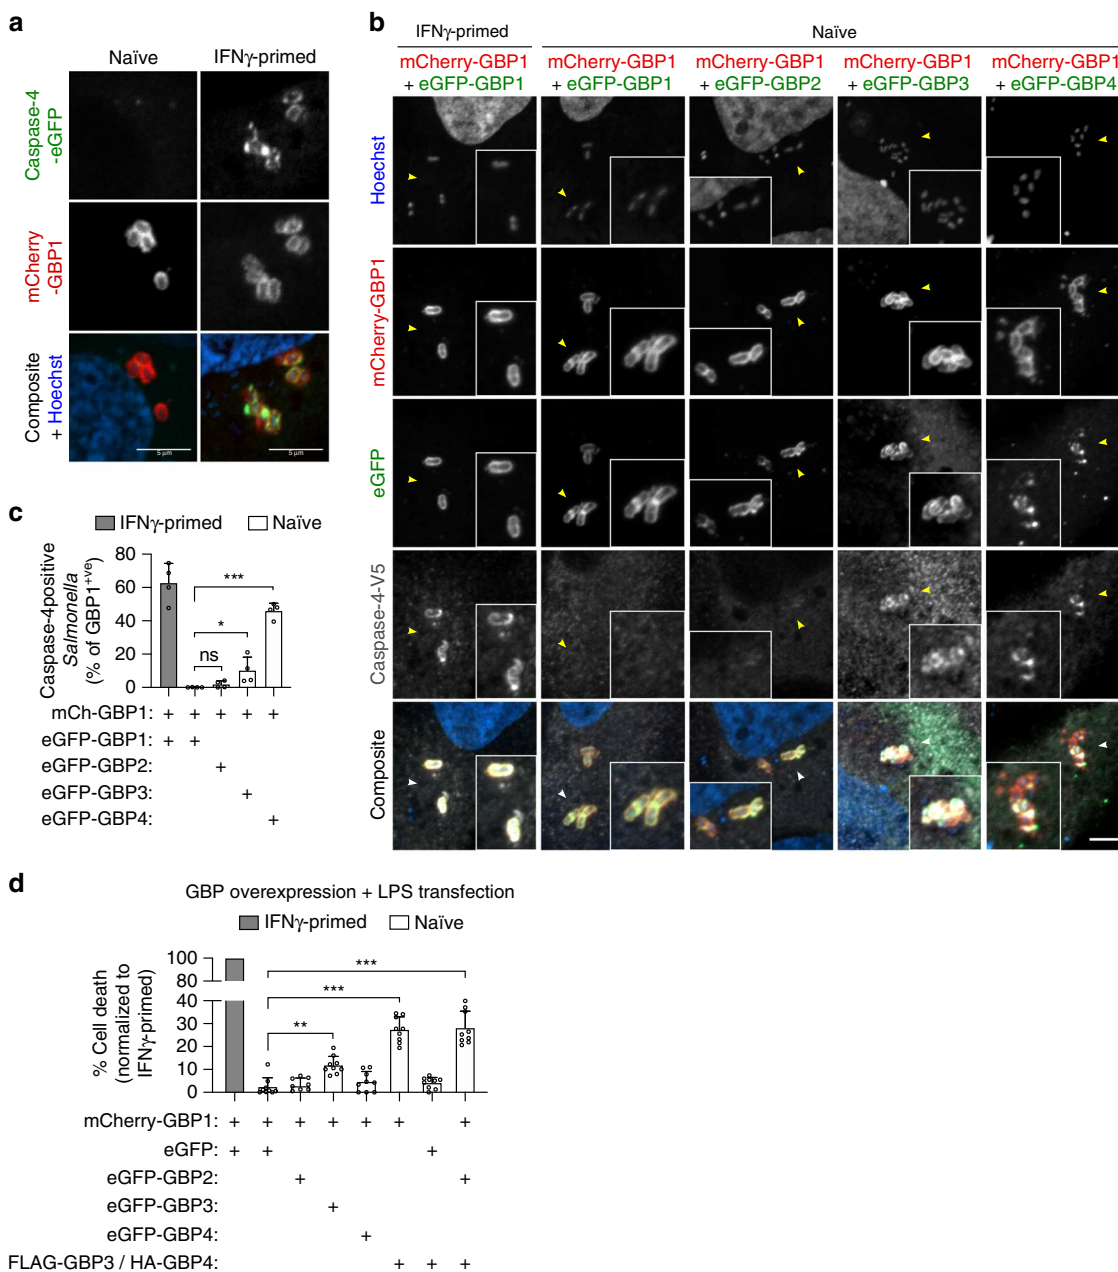 a
Naïve
IFNγ-primed
Caspase-4
-eGFP
mCherry
-GBP1
Composite
+ Hoechst
5 µm
5 µm
b
IFNγ-primed
Naïve
mCherry-GBP1
+ eGFP-GBP1
mCherry-GBP1
+ eGFP-GBP1
mCherry-GBP1
+ eGFP-GBP2
mCherry-GBP1
+ eGFP-GBP3
mCherry-GBP1
+ eGFP-GBP4
Hoechst
mCherry-GBP1
eGFP
Caspase-4-V5
Composite
c
IFNγ-primed
Naïve
Caspase-4positive
Salmonella
(% of GBP1+ve)
80
60
40
20
0
***
*
ns
mCh-GBP1: + + + + +
eGFP-GBP1: + +
eGFP-GBP2: +
eGFP-GBP3: +
eGFP-GBP4: +
d
GBP overexpression + LPS transfection
IFNγ-primed
Naïve
% Cell death
(normalized to
IFNγ-primed)
100
80
40
30
20
10
0
***
***
**
mCherry-GBP1: + + + + + + +
eGFP: + + +
eGFP-GBP2: + +
eGFP-GBP3: +
eGFP-GBP4: +
FLAG-GBP3 / HA-GBP4: + + +